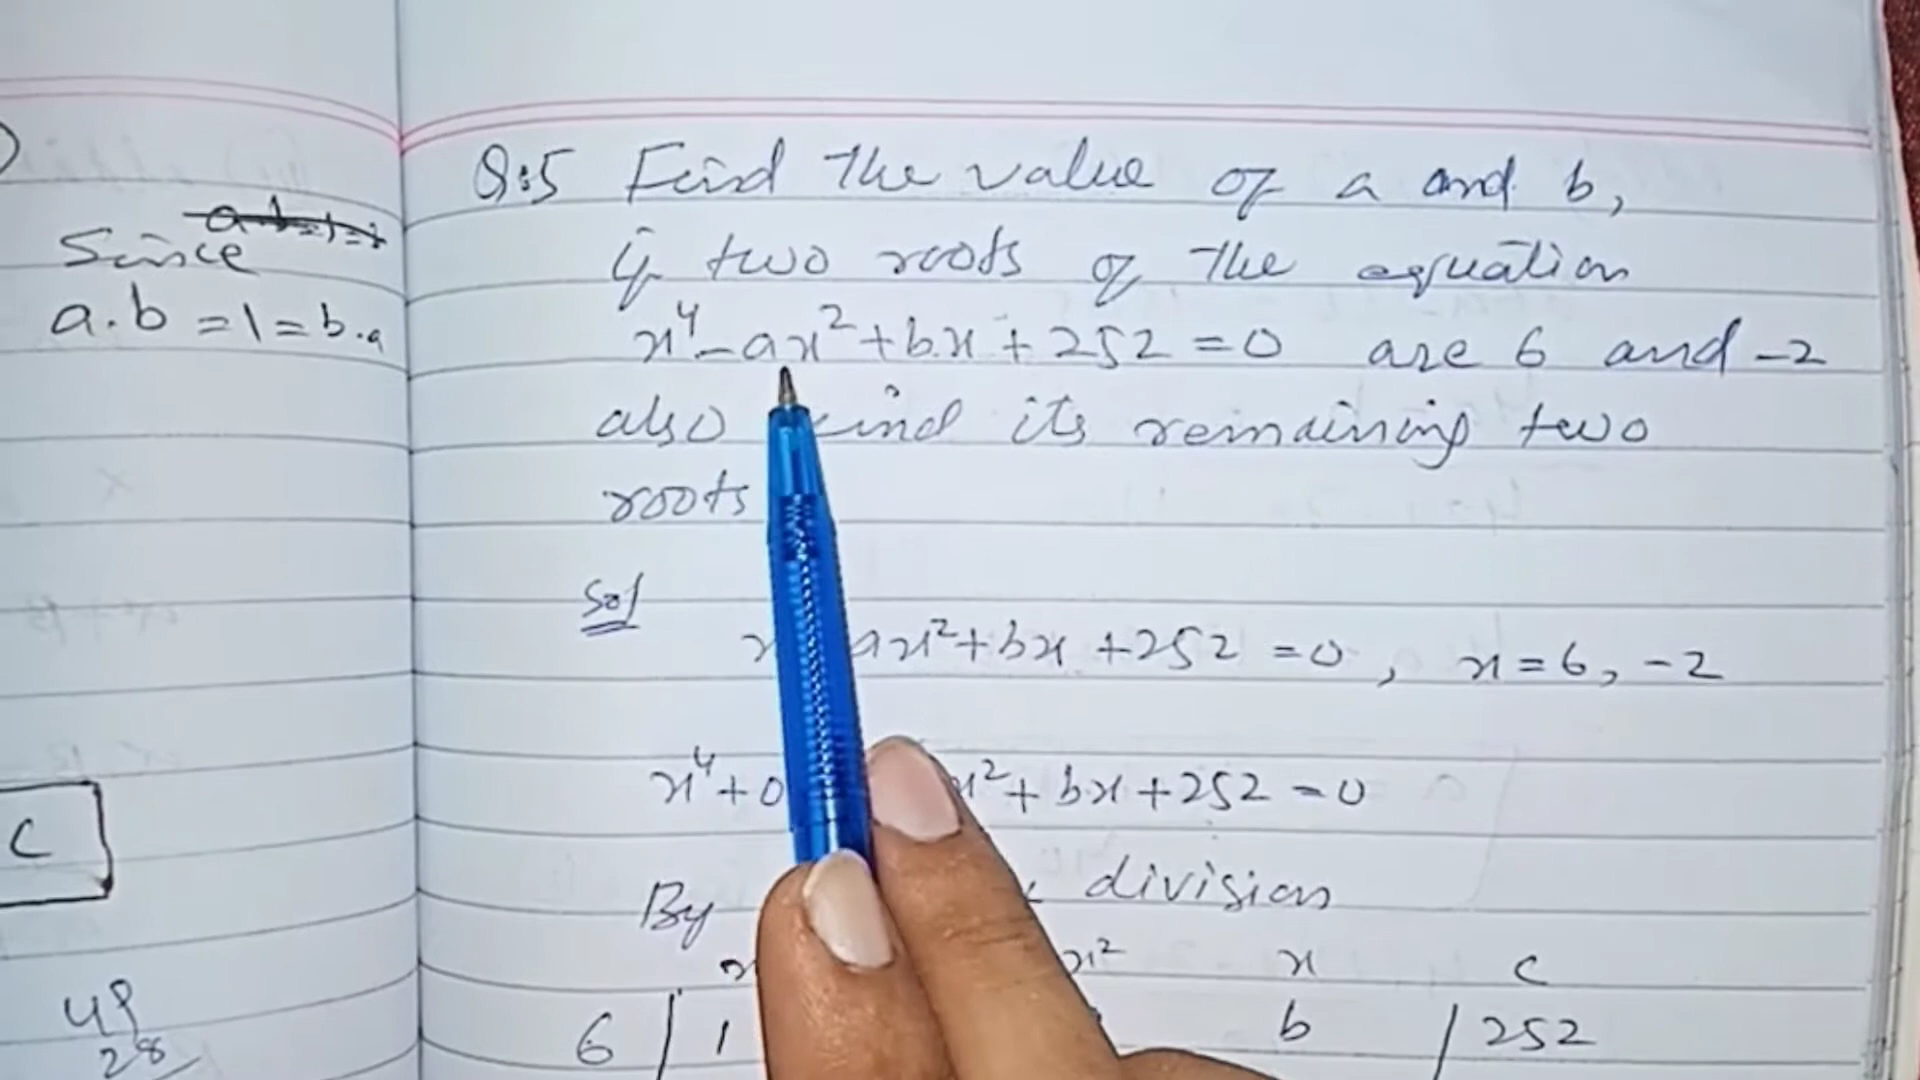 Since
a.b = 1 = b.a
C
48
28
Q:5 Find the value of a and b,
if two roots of the equation
x⁴ - ax² + bx + 252 = 0 are 6 and -2
also find its remaining two
roots
Sol
ax² + bx + 252 = 0, x = 6, -2
x⁴ + 0 x² + bx + 252 = 0
By division
x² x c
6 | 1 b | 252